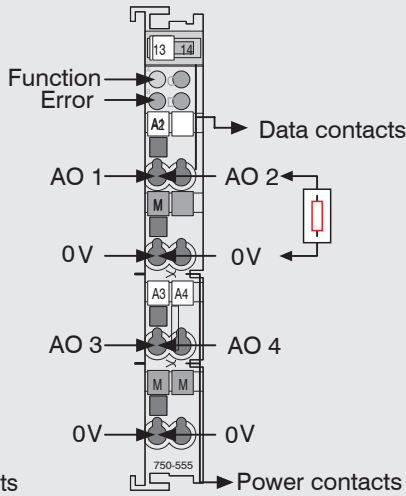 13 14
Function
Error
A2
Data contacts
AO 1 AO 2
M
0V 0V
A3 A4
AO 3 AO 4
M M
0V 0V
750-555
ts Power contacts